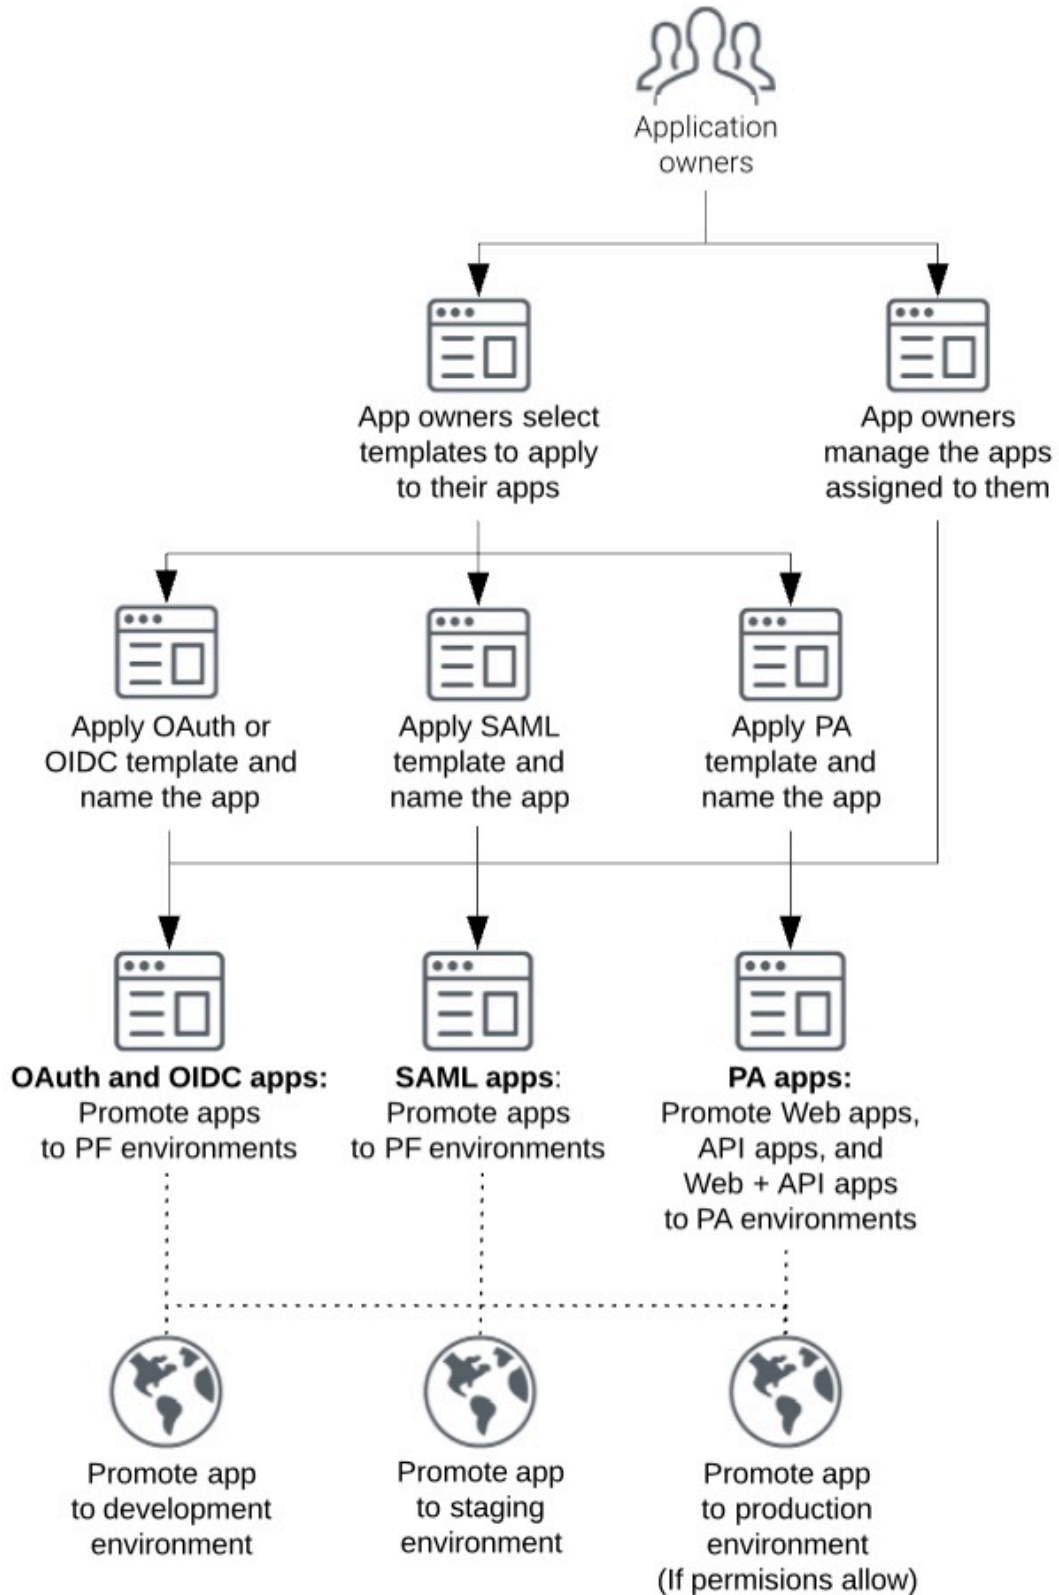 Application
owners
App owners select
templates to apply
to their apps
App owners
manage the apps
assigned to them
Apply OAuth or
OIDC template and
name the app
Apply SAML
template and
name the app
Apply PA
template and
name the app
OAuth and OIDC apps:
Promote apps
to PF environments
SAML apps:
Promote apps
to PF environments
PA apps:
Promote Web apps,
API apps, and
Web + API apps
to PA environments
Promote app
to development
environment
Promote app
to staging
environment
Promote app
to production
environment
(If permisions allow)